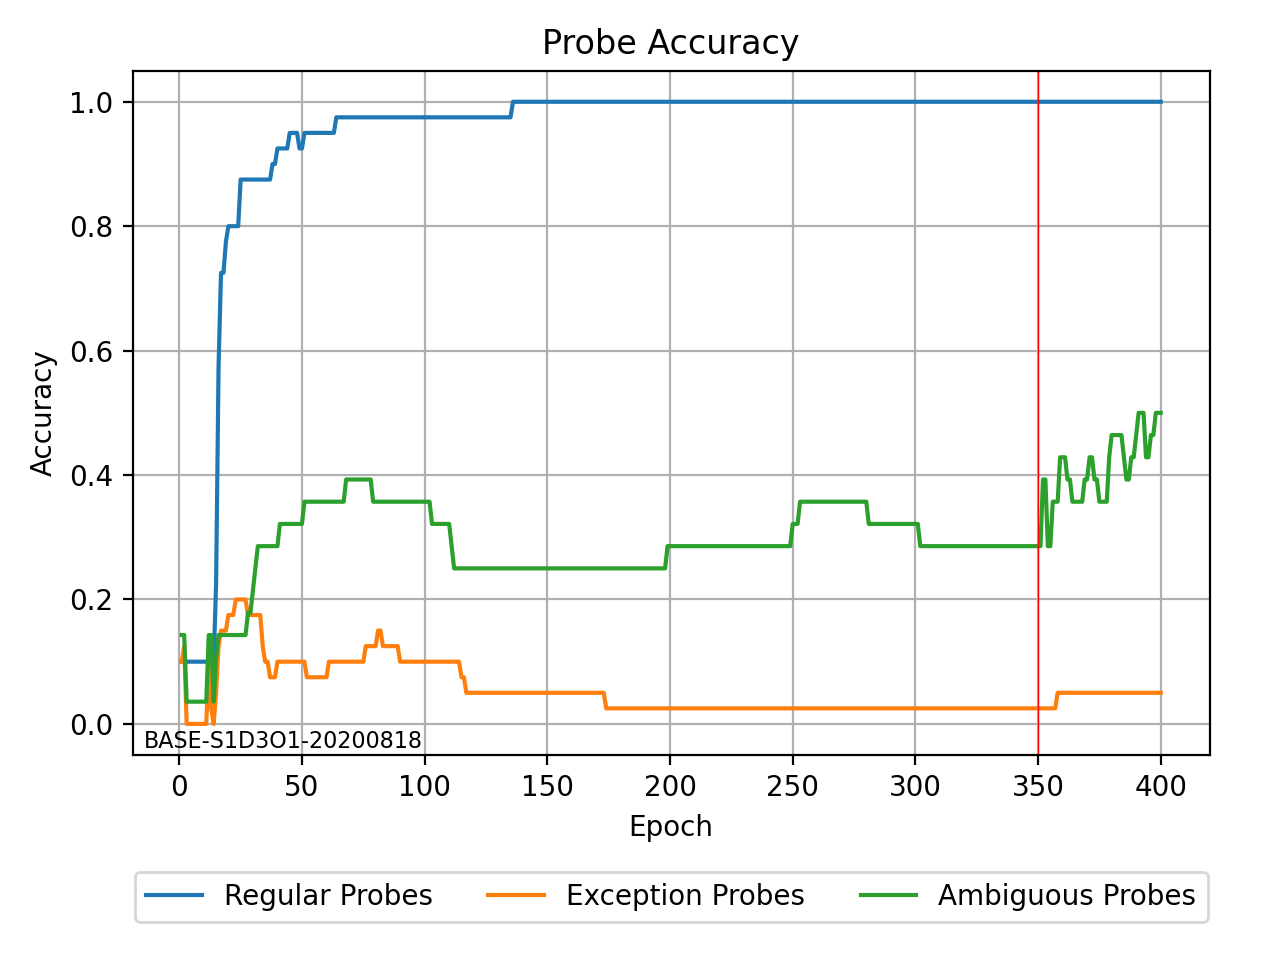 Probe Accuracy
1.0
0.8
0.6
0.4
0.2
0.0
Accuracy
BASE-S1D3O1-20200818
0 50 100 150 200 250 300 350 400
Epoch
Regular Probes Exception Probes Ambiguous Probes